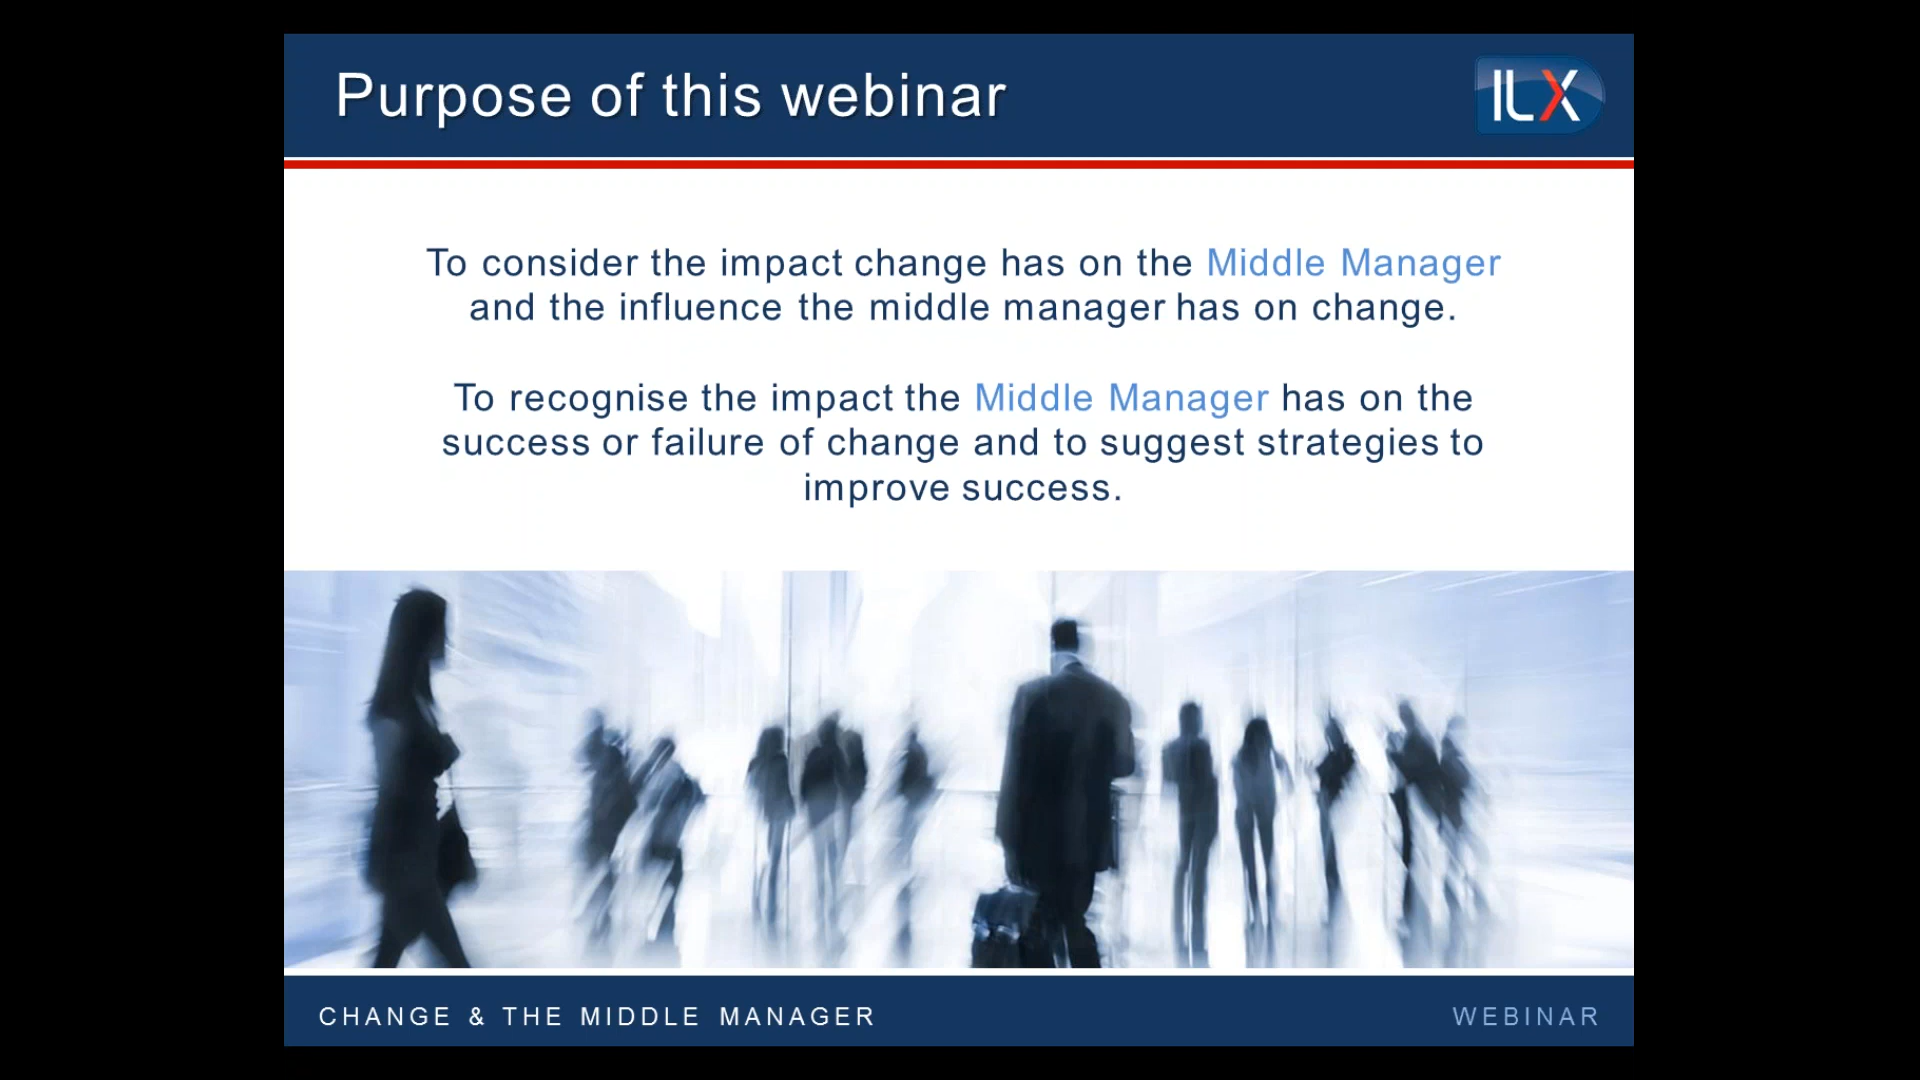 Purpose of this webinar
ILX
To consider the impact change has on the Middle Manager
and the influence the middle manager has on change.
To recognise the impact the Middle Manager has on the
success or failure of change and to suggest strategies to
improve success.
CHANGE & THE MIDDLE MANAGER
WEBINAR